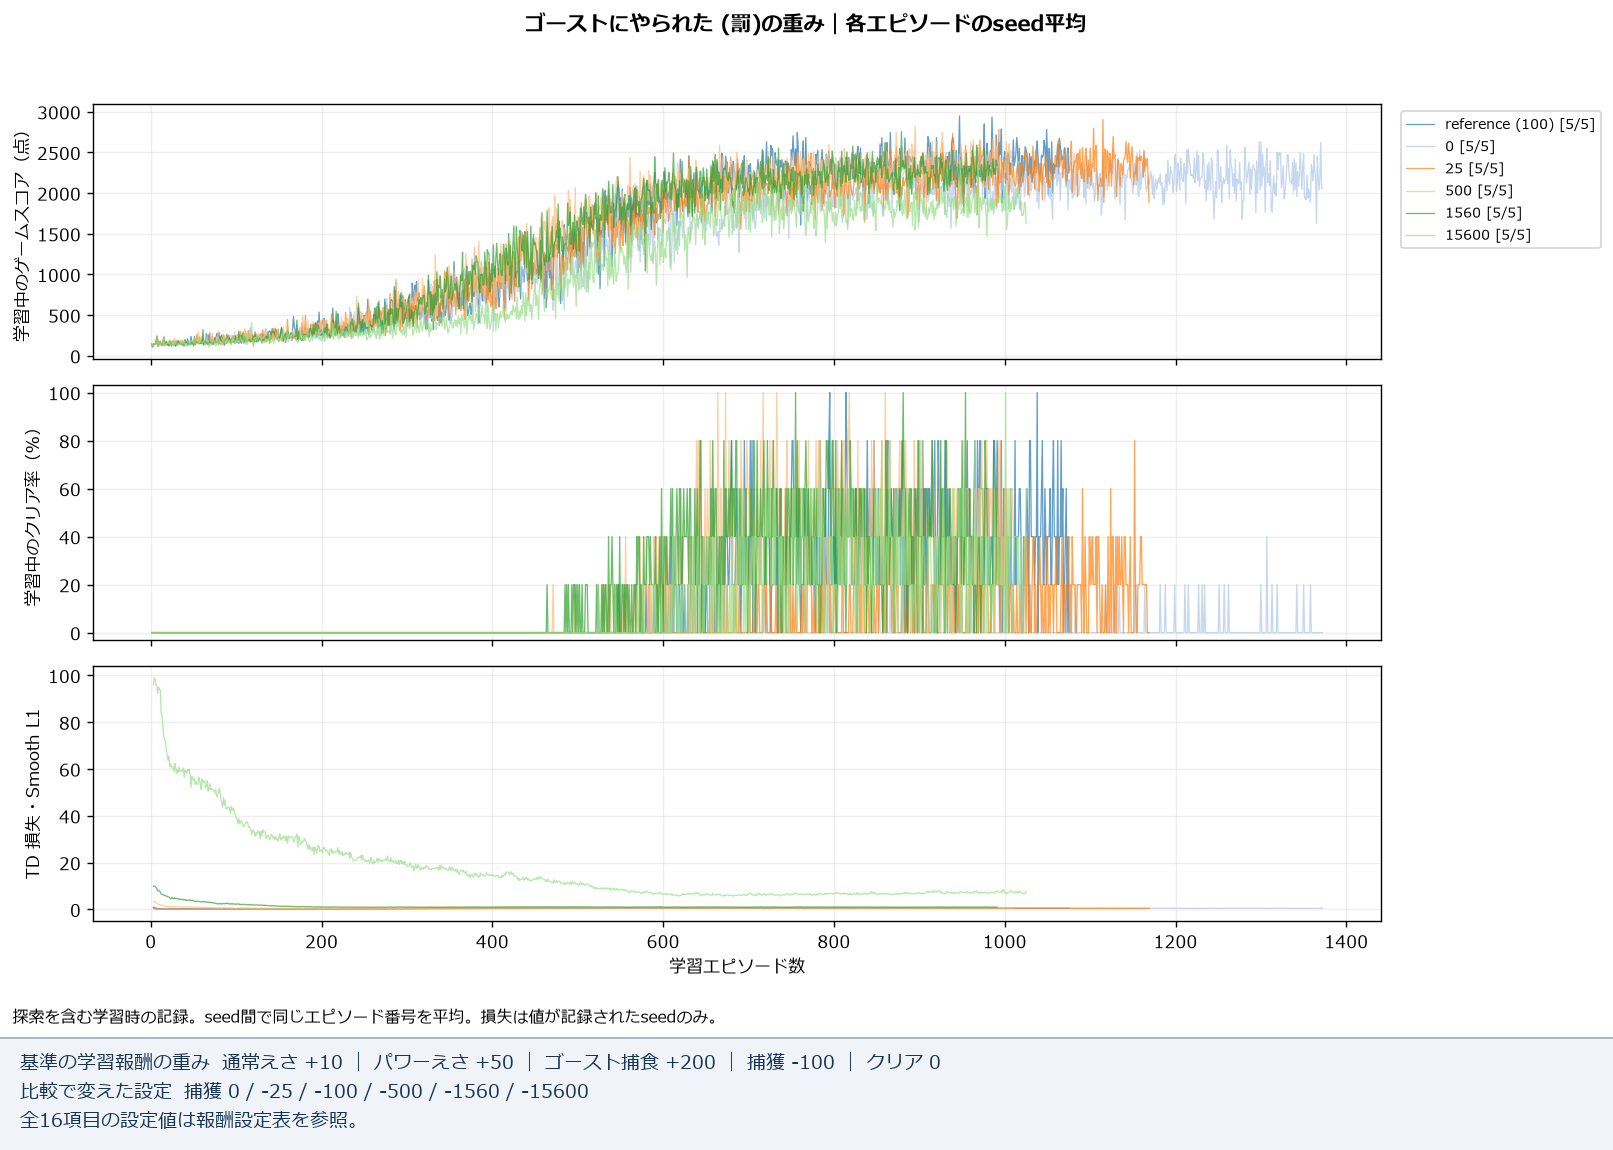 ゴーストにやられた (罰)の重み｜各エピソードのseed平均
学習中のゲームスコア（点）
3000
2500
2000
1500
1000
500
0
reference (100) [5/5]
0 [5/5]
25 [5/5]
500 [5/5]
1560 [5/5]
15600 [5/5]
学習中のクリア率（%）
100
80
60
40
20
0
TD 損失・Smooth L1
100
80
60
40
20
0
0 200 400 600 800 1000 1200 1400
学習エピソード数
探索を含む学習時の記録。seed間で同じエピソード番号を平均。損失は値が記録されたseedのみ。
基準の学習報酬の重み 通常えさ +10 ｜ パワーえさ +50 ｜ ゴースト捕食 +200 ｜ 捕獲 -100 ｜ クリア 0
比較で変えた設定 捕獲 0 / -25 / -100 / -500 / -1560 / -15600
全16項目の設定値は報酬設定表を参照。